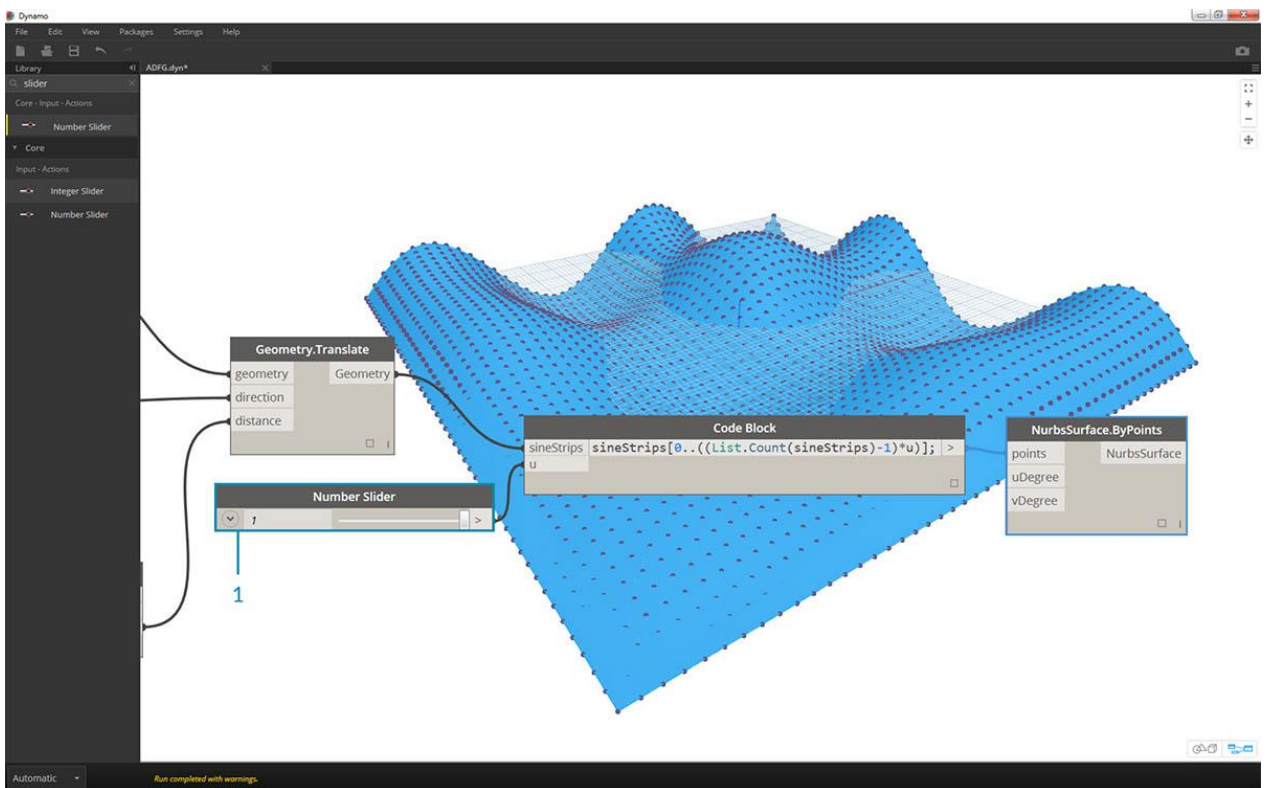 Dynamo
File Edit View Packages Settings Help
Library
ADFG.dyn*
slider
Core - Input - Actions
Number Slider
Core
Input - Actions
Integer Slider
Number Slider
Geometry.Translate
geometry Geometry
direction
distance
Code Block
sineStrips sineStrips[0..((List.Count(sineStrips)-1)*u)]; >
u
NurbsSurface.ByPoints
points NurbsSurface
uDegree
vDegree
Number Slider
1 >
1
Automatic
Run completed with warnings.